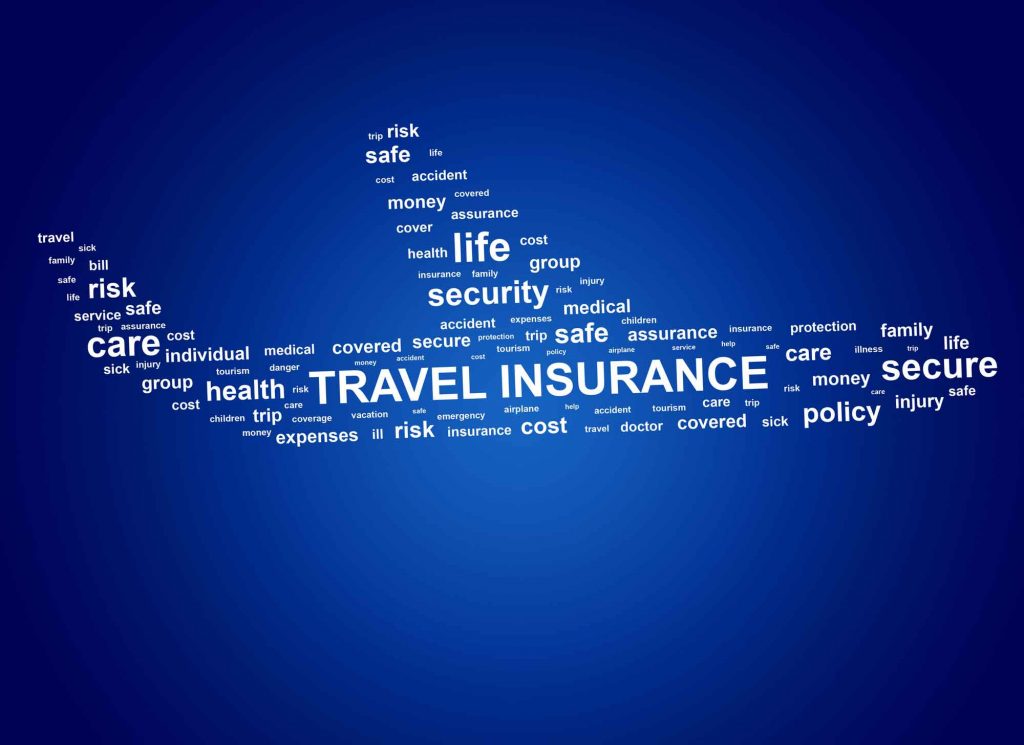 trip risk
safe life
cost accident
money covered
assurance
cover
travel
sick
health life cost
family bill
insurance family group
safe risk
life
security risk injury
service safe
medical
trip assurance
accident expenses children
care cost
secure protection trip safe assurance insurance protection family
individual medical covered tourism policy airplane service help safe care illness trip life
sick injury tourism danger money accident cost
group health risk TRAVEL INSURANCE risk money care secure
cost care
children trip coverage vacation safe emergency airplane help accident tourism care trip policy injury safe
money expenses ill risk insurance cost travel doctor covered sick